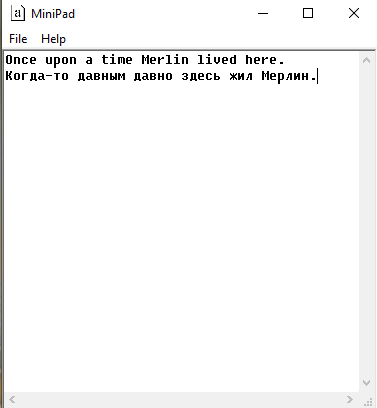 MiniPad
File Help
Once upon a time Merlin lived here.
Когда-то давным давно здесь жил Мерлин.